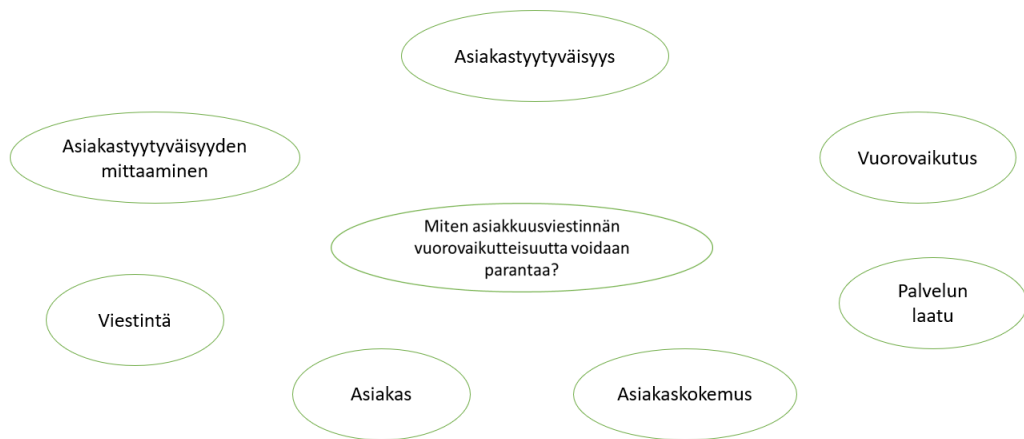 Asiakastyytyväisyys
Asiakastyytyväisyyden
mittaaminen
Vuorovaikutus
Miten asiakkuusviestinnän
vuorovaikutteisuutta voidaan
parantaa?
Palvelun
laatu
Viestintä
Asiakas
Asiakaskokemus